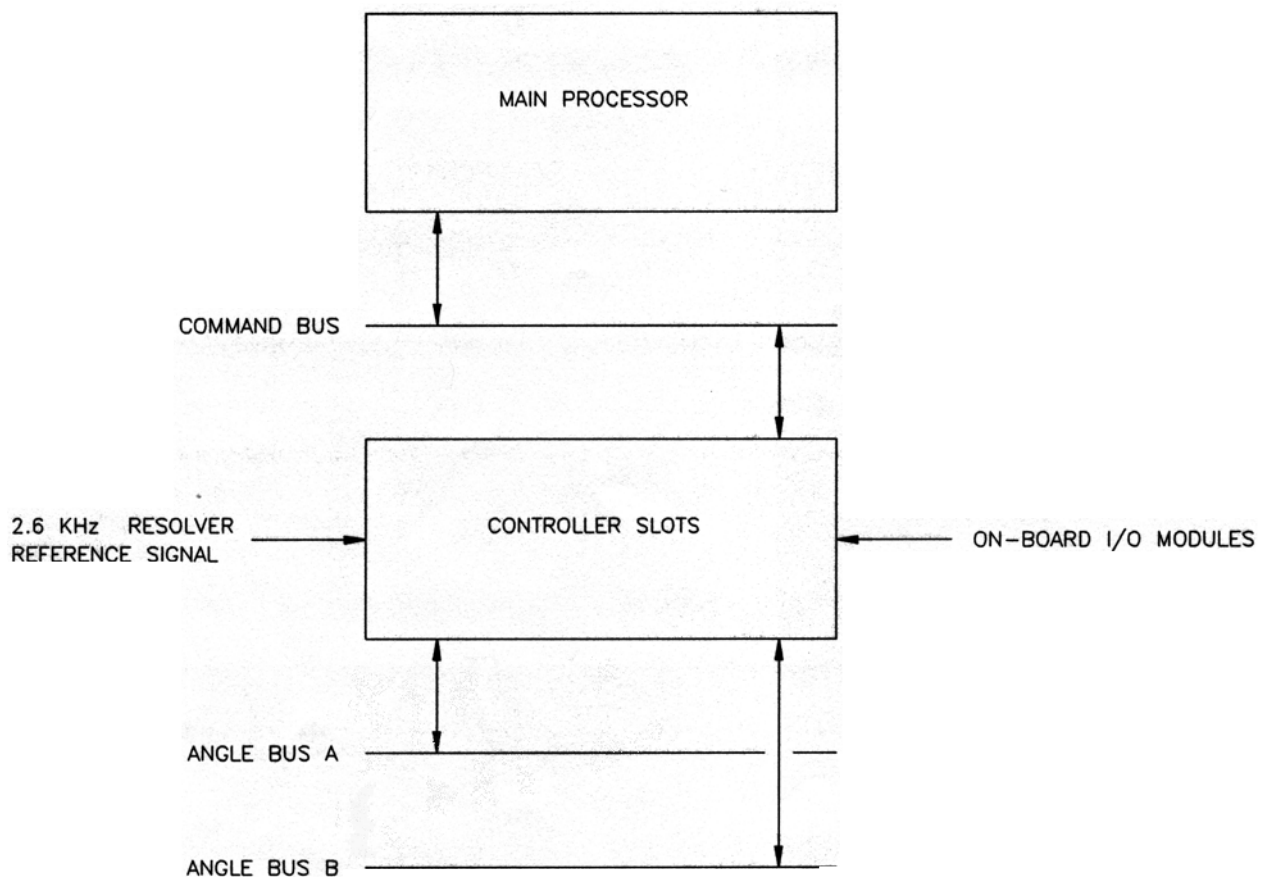 MAIN PROCESSOR
COMMAND BUS
2.6 KHz RESOLVER
REFERENCE SIGNAL
CONTROLLER SLOTS
ON-BOARD I/O MODULES
ANGLE BUS A
ANGLE BUS B